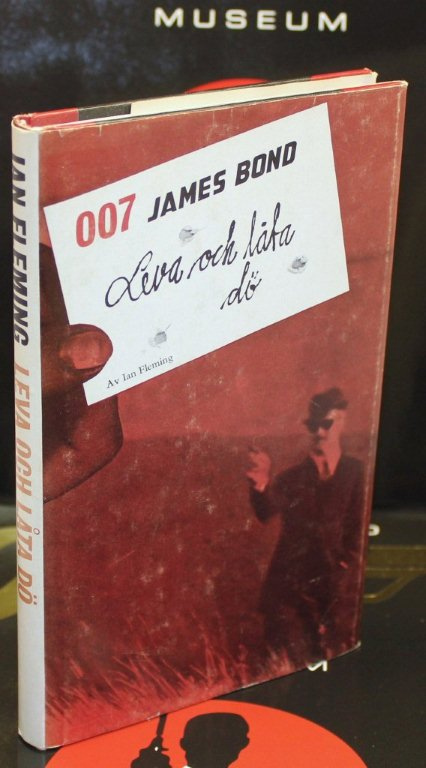 MUSEUM
007 JAMES BOND
Leva och låta
dö
Av Ian Fleming
IAN FLEMING LEVA OCH LÅTA DÖ